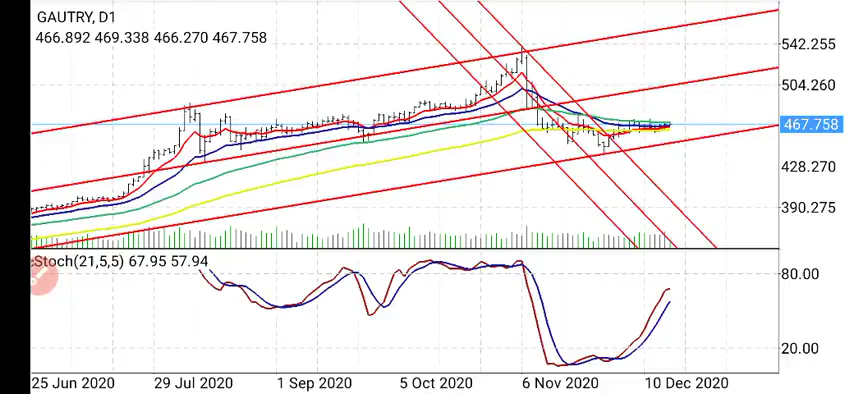 GAUTRY, D1
466.892 469.338 466.270 467.758
542.255
504.260
467.758
428.270
390.275
Stoch(21,5,5) 67.95 57.94
80.00
20.00
25 Jun 2020 29 Jul 2020 1 Sep 2020 5 Oct 2020 6 Nov 2020 10 Dec 2020